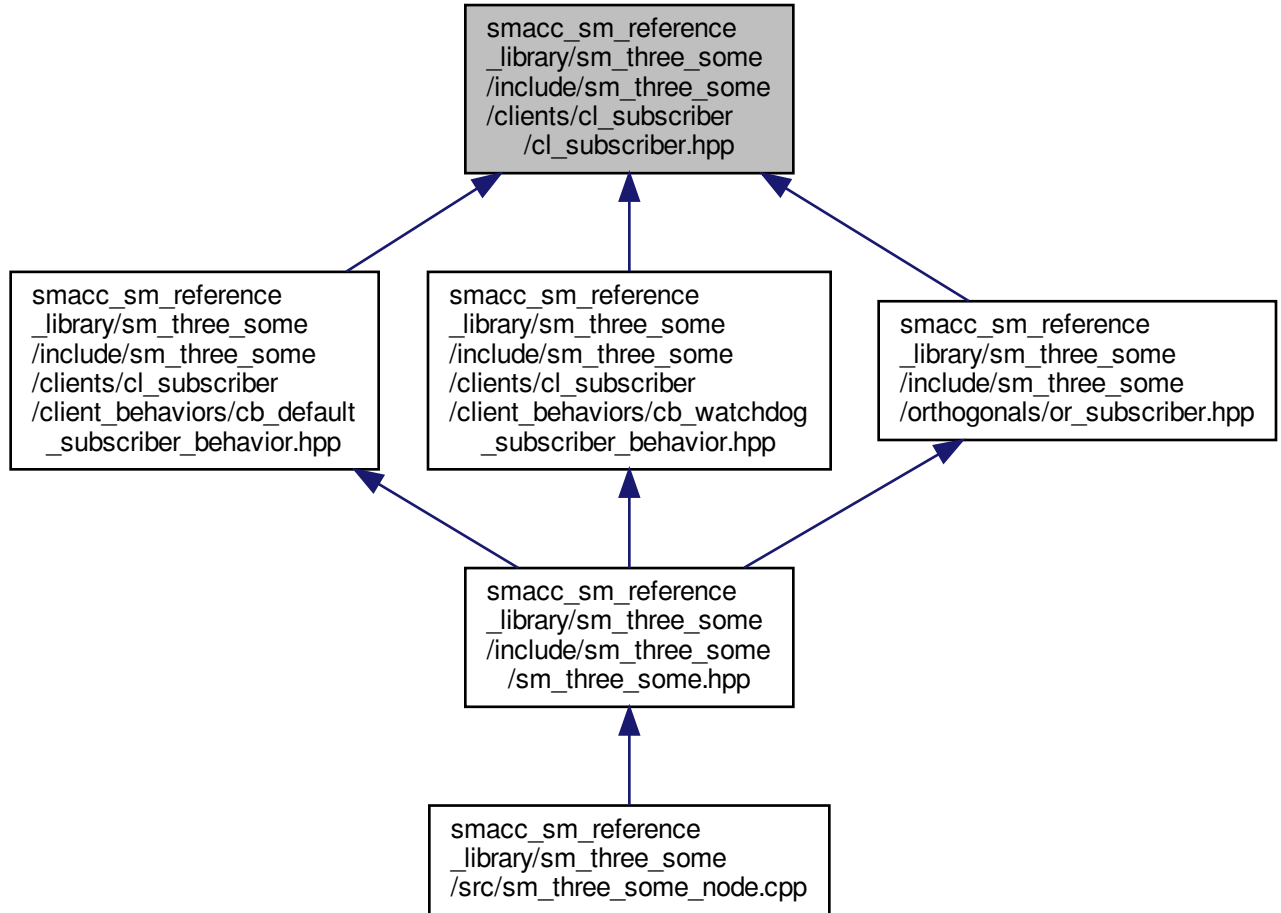 smacc_sm_reference
_library/sm_three_some
/include/sm_three_some
/clients/cl_subscriber
/cl_subscriber.hpp
smacc_sm_reference
_library/sm_three_some
/include/sm_three_some
/clients/cl_subscriber
/client_behaviors/cb_default
_subscriber_behavior.hpp
smacc_sm_reference
_library/sm_three_some
/include/sm_three_some
/clients/cl_subscriber
/client_behaviors/cb_watchdog
_subscriber_behavior.hpp
smacc_sm_reference
_library/sm_three_some
/include/sm_three_some
/orthogonals/or_subscriber.hpp
smacc_sm_reference
_library/sm_three_some
/include/sm_three_some
/sm_three_some.hpp
smacc_sm_reference
_library/sm_three_some
/src/sm_three_some_node.cpp